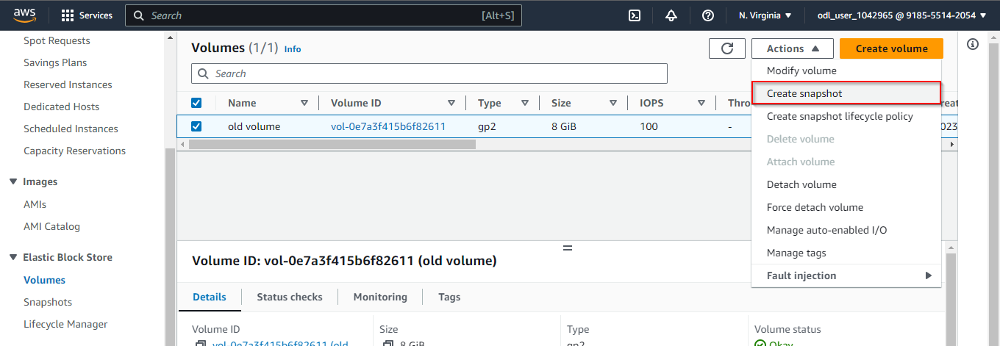 aws Services Search [Alt+S] N. Virginia odl_user_1042965 @ 9185-5514-2054
Spot Requests
Savings Plans
Reserved Instances
Dedicated Hosts
Scheduled Instances
Capacity Reservations
Images
AMIs
AMI Catalog
Elastic Block Store
Volumes
Snapshots
Lifecycle Manager
Volumes (1/1) Info
Actions
Create volume
Search
Name Volume ID Type Size IOPS Thro
old volume vol-0e7a3f415b6f82611 gp2 8 GiB 100 -
Modify volume
Create snapshot
Create snapshot lifecycle policy
Delete volume
Attach volume
Detach volume
Force detach volume
Manage auto-enabled I/O
Manage tags
Fault injection
Volume ID: vol-0e7a3f415b6f82611 (old volume)
Details Status checks Monitoring Tags
Volume ID Size Type Volume status
vol-0e7a3f415b6f82611 (old 8 GiB gp2 Okay